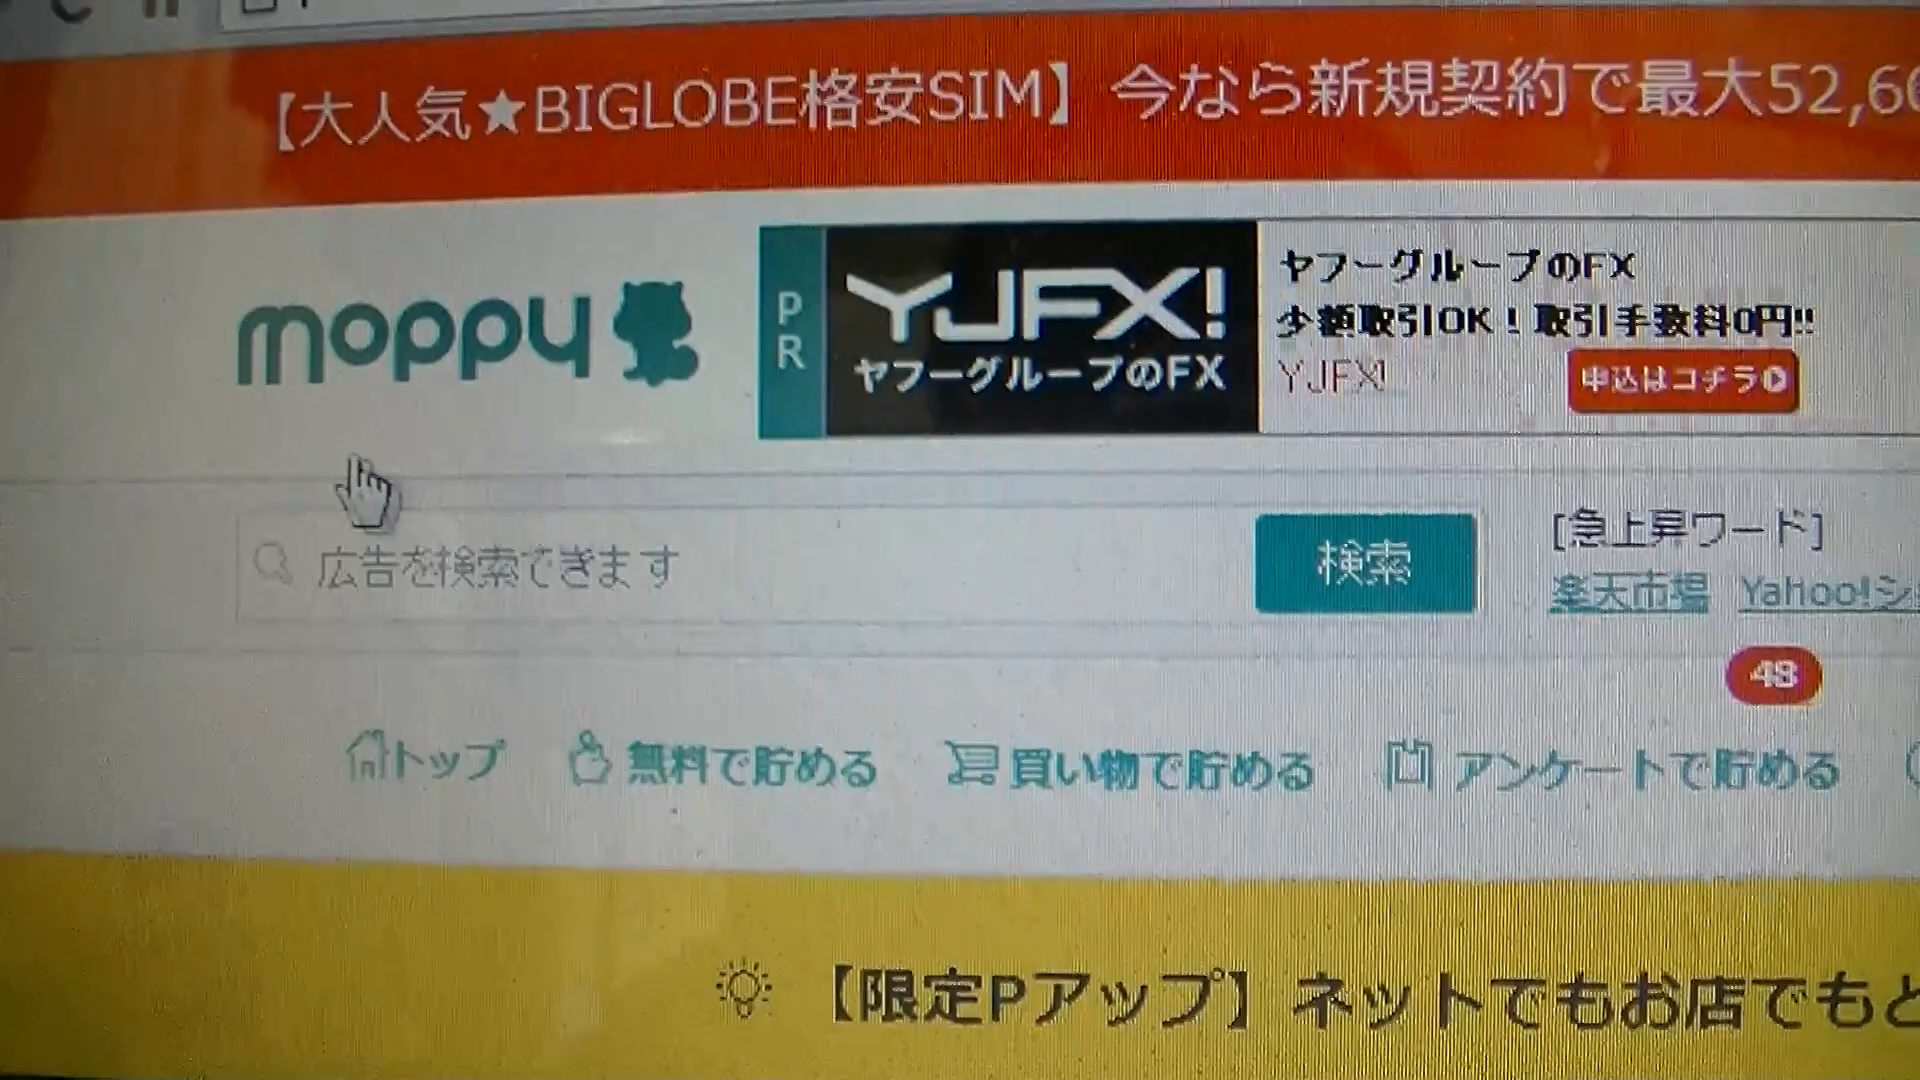 【大人気★BIGLOBE格安SIM】 今なら新規契約で最大52,66
moppy
PR
YJFX!
ヤフーグループのFX
ヤフーグループのFX
少額取引OK！取引手数料0円!!
YJFX!
申込はコチラ
広告を検索できます
検索
[急上昇ワード]
楽天市場 Yahoo!シ
48
トップ 無料で貯める 買い物で貯める アンケートで貯める
【限定Pアップ】 ネットでもお店でもと